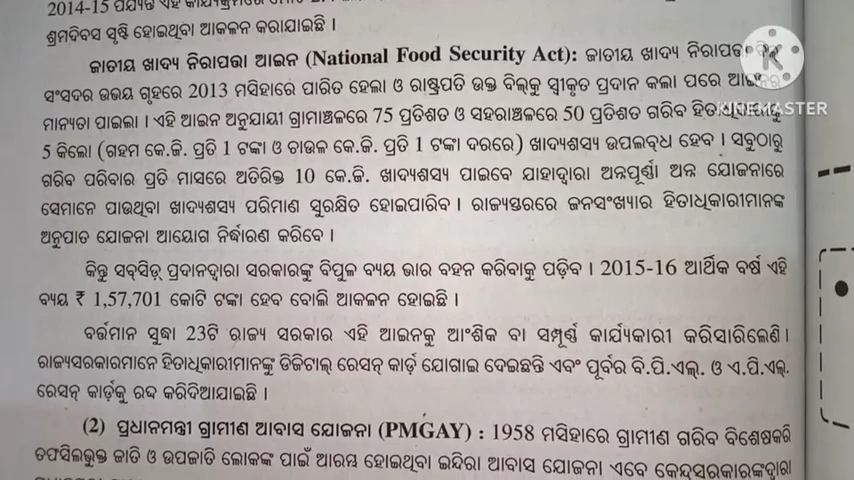 2014-15 ପର୍ଯ୍ୟନ୍ତ ଏହି
ଶ୍ରମଦିବସ ସୃଷ୍ଟି ହୋଇଥିବା ଆକଳନ କରାଯାଇଛି ।
ଜାତୀୟ ଖାଦ୍ୟ ନିରାପତ୍ତା ଆଇନ (National Food Security Act): ଜାତୀୟ ଖାଦ୍ୟ ନିରାପତ୍ତା ବିଲ୍
ସଂସଦର ଉଭୟ ଗୃହରେ 2013 ମସିହାରେ ପାରିତ ହେଲା ଓ ରାଷ୍ଟ୍ରପତି ଉକ୍ତ ବିଲ୍‌କୁ ସ୍ୱୀକୃତ ପ୍ରଦାନ କଲା ପରେ ଆଇନର
ମାନ୍ୟତା ପାଇଲା । ଏହି ଆଇନ ଅନୁଯାୟୀ ଗ୍ରାମାଞ୍ଚଳରେ 75 ପ୍ରତିଶତ ଓ ସହରାଞ୍ଚଳରେ 50 ପ୍ରତିଶତ ଗରିବ
5 କିଲୋ (ଗହମ କେ.ଜି. ପ୍ରତି 1 ଟଙ୍କା ଓ ଚାଉଳ କେ.ଜି. ପ୍ରତି 1 ଟଙ୍କା ଦରରେ) ଖାଦ୍ୟଶସ୍ୟ ଉପଲବ୍ଧ ହେବ । ସବୁଠାରୁ
ଗରିବ ପରିବାର ପ୍ରତି ମାସରେ ଅତିରିକ୍ତ 10 କେ.ଜି. ଖାଦ୍ୟଶସ୍ୟ ପାଇବେ ଯାହାଦ୍ୱାରା ଅନ୍ନପୂର୍ଣ୍ଣା ଅନ୍ନ ଯୋଜନାରେ
ସେମାନେ ପାଉଥିବା ଖାଦ୍ୟଶସ୍ୟ ପରିମାଣ ସୁରକ୍ଷିତ ହୋଇପାରିବ । ରାଜ୍ୟସ୍ତରରେ ଜନସଂଖ୍ୟାର ହିତାଧିକାରୀମାନଙ୍କ
ଅନୁପାତ ଯୋଜନା ଆୟୋଗ ନିର୍ଦ୍ଧାରଣ କରିବେ ।
କିନ୍ତୁ ସବ୍‌ସିଡ଼ି ପ୍ରଦାନଦ୍ୱାରା ସରକାରଙ୍କୁ ବିପୁଳ ବ୍ୟୟ ଭାର ବହନ କରିବାକୁ ପଡ଼ିବ । 2015-16 ଆର୍ଥିକ ବର୍ଷ ଏହି
ବ୍ୟୟ ₹ 1,57,701 କୋଟି ଟଙ୍କା ହେବ ବୋଲି ଆକଳନ ହୋଇଛି ।
ବର୍ତ୍ତମାନ ସୁଦ୍ଧା 23ଟି ରାଜ୍ୟ ସରକାର ଏହି ଆଇନକୁ ଆଂଶିକ ବା ସମ୍ପୂର୍ଣ୍ଣ କାର୍ଯ୍ୟକାରୀ କରିସାରିଲେଣି ।
ରାଜ୍ୟସରକାରମାନେ ହିତାଧିକାରୀମାନଙ୍କୁ ଡିଜିଟାଲ୍ ରେସନ୍ କାର୍ଡ଼ ଯୋଗାଇ ଦେଇଛନ୍ତି ଏବଂ ପୂର୍ବର ବି.ପି.ଏଲ୍. ଓ ଏ.ପି.ଏଲ୍.
ରେସନ୍ କାର୍ଡ଼କୁ ରଦ୍ଦ କରିଦିଆଯାଇଛି ।
(2) ପ୍ରଧାନମନ୍ତ୍ରୀ ଗ୍ରାମୀଣ ଆବାସ ଯୋଜନା (PMGAY) : 1958 ମସିହାରେ ଗ୍ରାମୀଣ ଗରିବ ବିଶେଷକରି
ତଫସିଲଭୁକ୍ତ ଜାତି ଓ ଉପଜାତି ଲୋକଙ୍କ ପାଇଁ ଆରମ୍ଭ ହୋଇଥିବା ଇନ୍ଦିରା ଆବାସ ଯୋଜନା ଏବେ କେନ୍ଦ୍ରସରକାରଙ୍କଦ୍ୱାରା
KINEMASTER